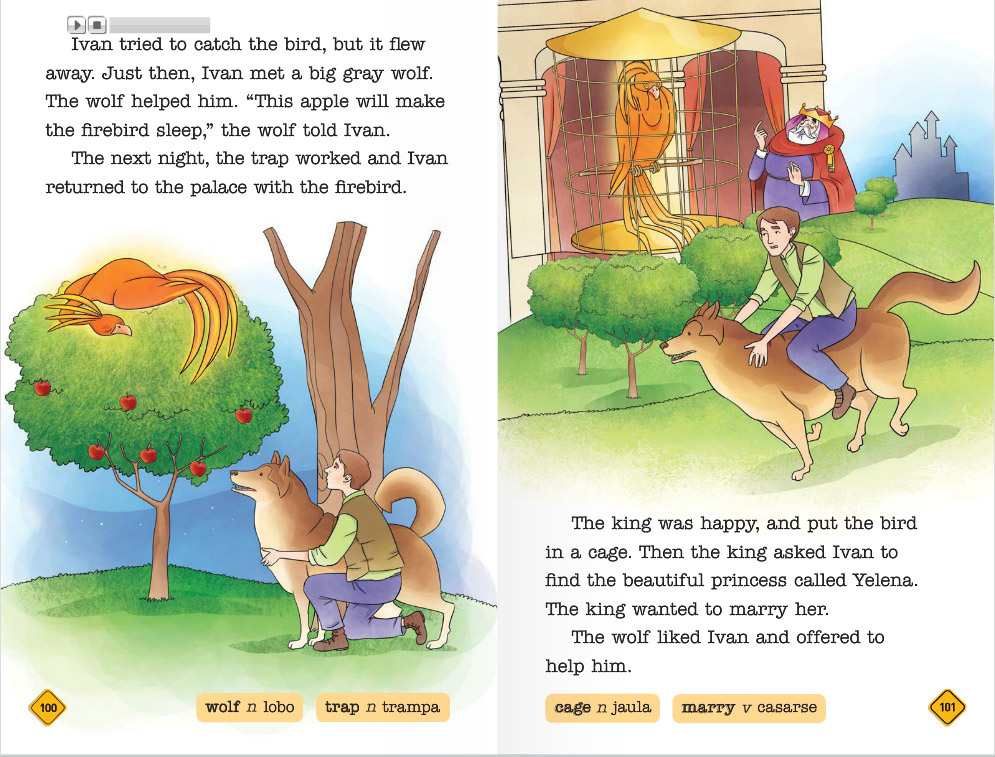 Ivan tried to catch the bird, but it flew
away. Just then, Ivan met a big gray wolf.
The wolf helped him. “This apple will make
the firebird sleep,” the wolf told Ivan.
The next night, the trap worked and Ivan
returned to the palace with the firebird.
100
wolf n lobo
trap n trampa
The king was happy, and put the bird
in a cage. Then the king asked Ivan to
find the beautiful princess called Yelena.
The king wanted to marry her.
The wolf liked Ivan and offered to
help him.
cage n jaula
marry v casarse
101